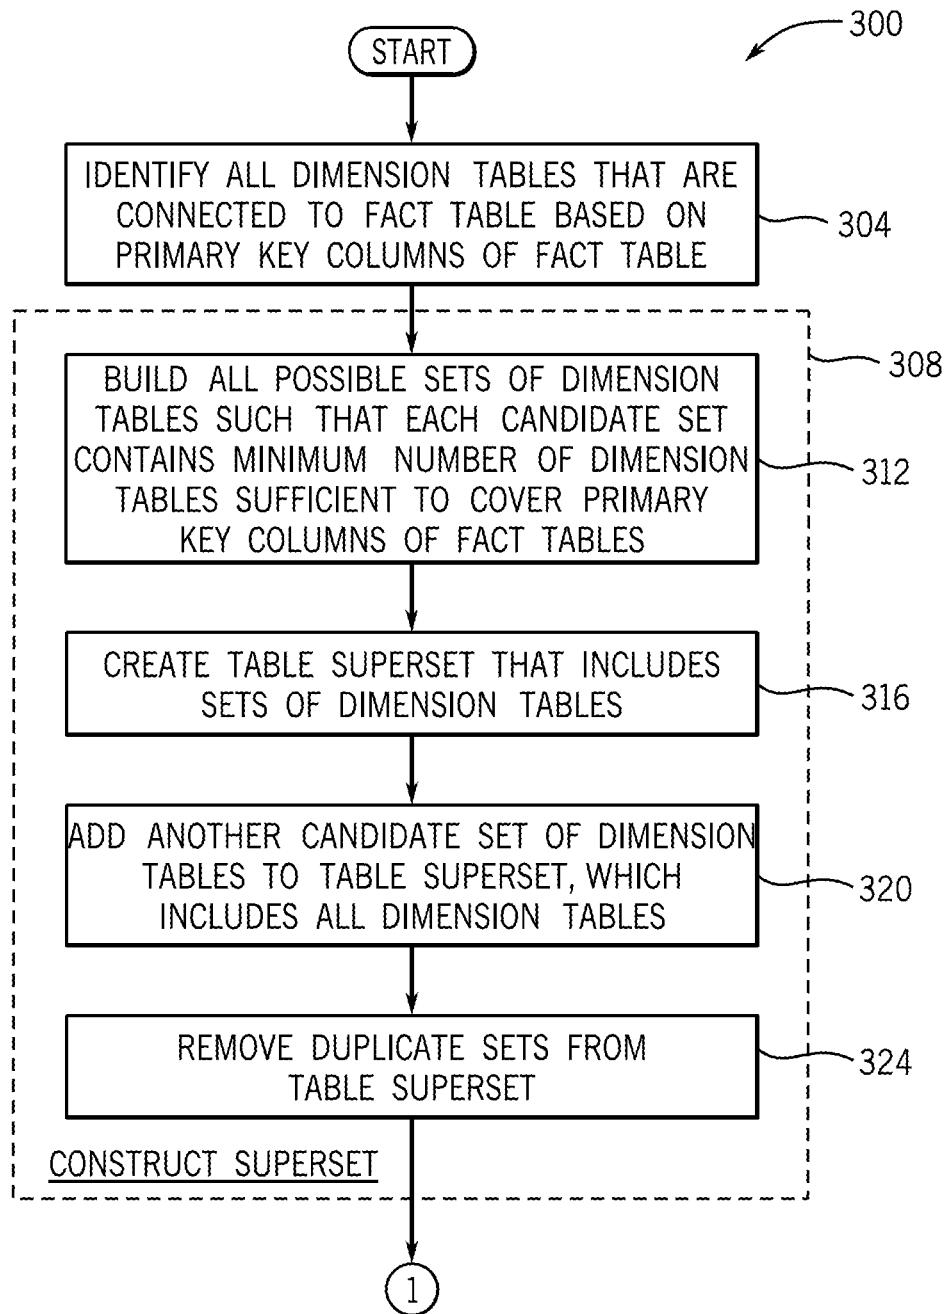 300
START
IDENTIFY ALL DIMENSION TABLES THAT ARE
CONNECTED TO FACT TABLE BASED ON
PRIMARY KEY COLUMNS OF FACT TABLE
304
308
BUILD ALL POSSIBLE SETS OF DIMENSION
TABLES SUCH THAT EACH CANDIDATE SET
CONTAINS MINIMUM NUMBER OF DIMENSION
TABLES SUFFICIENT TO COVER PRIMARY
KEY COLUMNS OF FACT TABLES
312
CREATE TABLE SUPERSET THAT INCLUDES
SETS OF DIMENSION TABLES
316
ADD ANOTHER CANDIDATE SET OF DIMENSION
TABLES TO TABLE SUPERSET, WHICH
INCLUDES ALL DIMENSION TABLES
320
REMOVE DUPLICATE SETS FROM
TABLE SUPERSET
324
CONSTRUCT SUPERSET
1